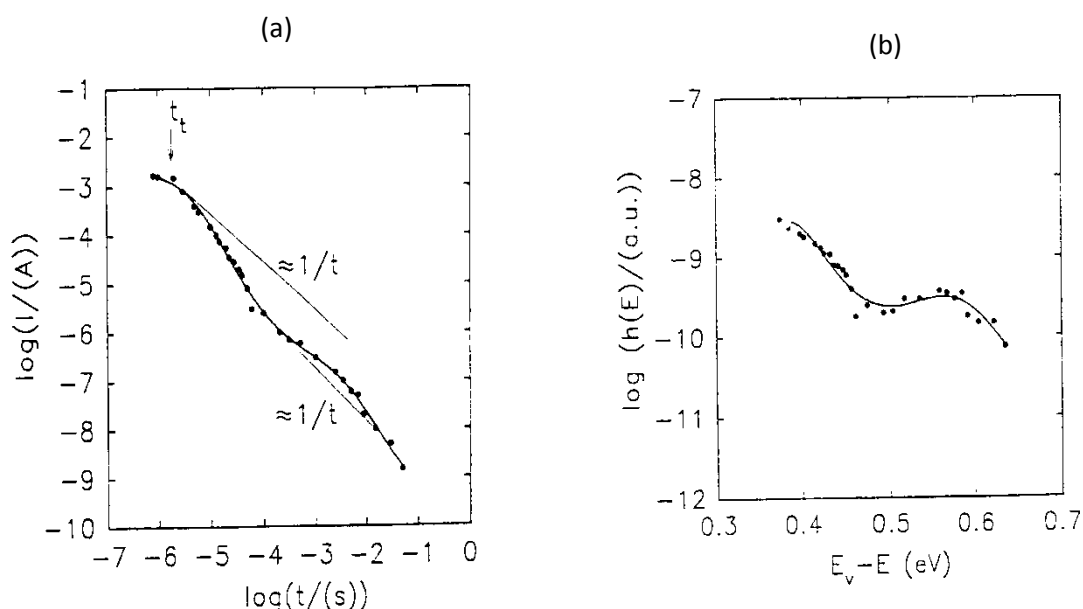 (a)
(b)
-1
-2
-3
-4
-5
-6
-7
-8
-9
-10
log(I/(A))
t_t
≈1/t
≈1/t
-7 -6 -5 -4 -3 -2 -1 0
log(t/(s))
-7
-8
-9
-10
-11
-12
log (h(E)/(a.u.))
0.3 0.4 0.5 0.6 0.7
E_v-E (eV)